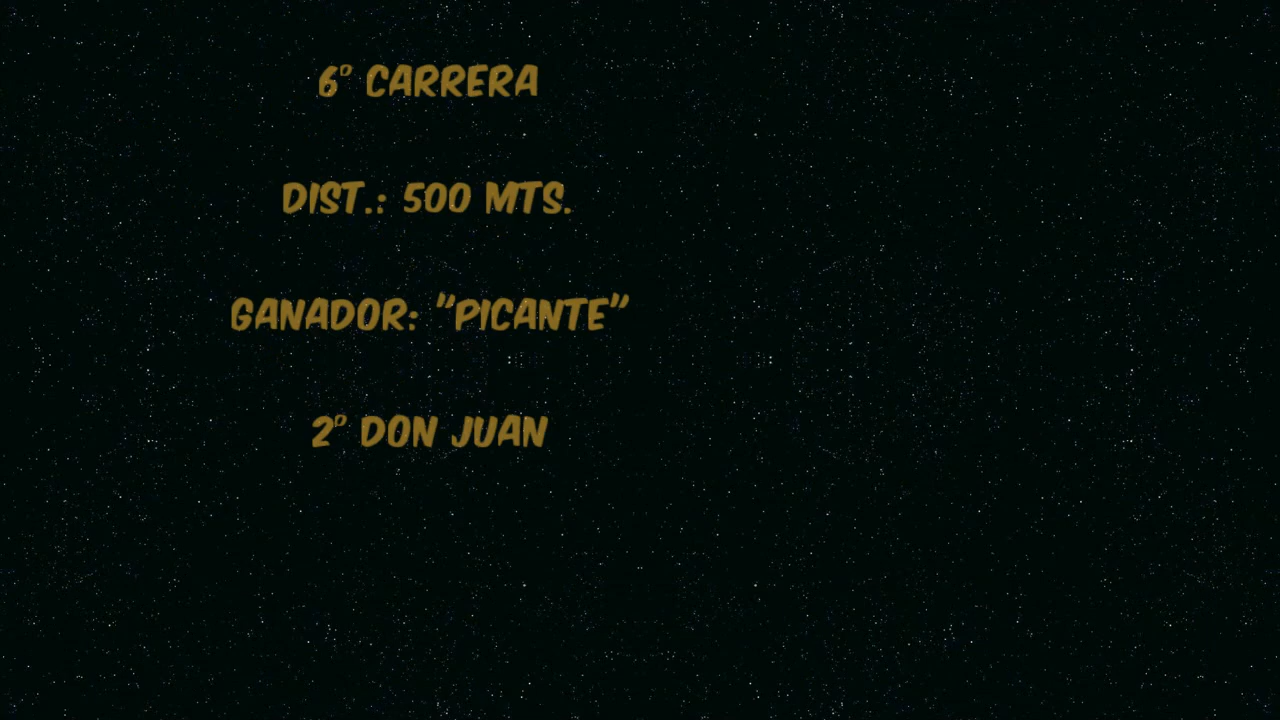 6º CARRERA
DIST.: 500 MTS.
GANADOR: "PICANTE"
2º DON JUAN